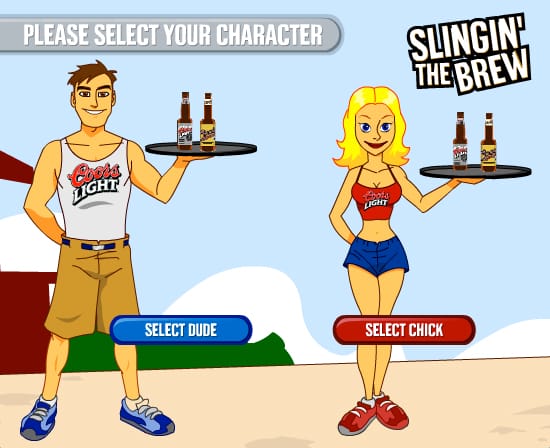 PLEASE SELECT YOUR CHARACTER
SLINGIN'
THE BREW
Coors
LIGHT
Coors
LIGHT
SELECT DUDE
SELECT CHICK